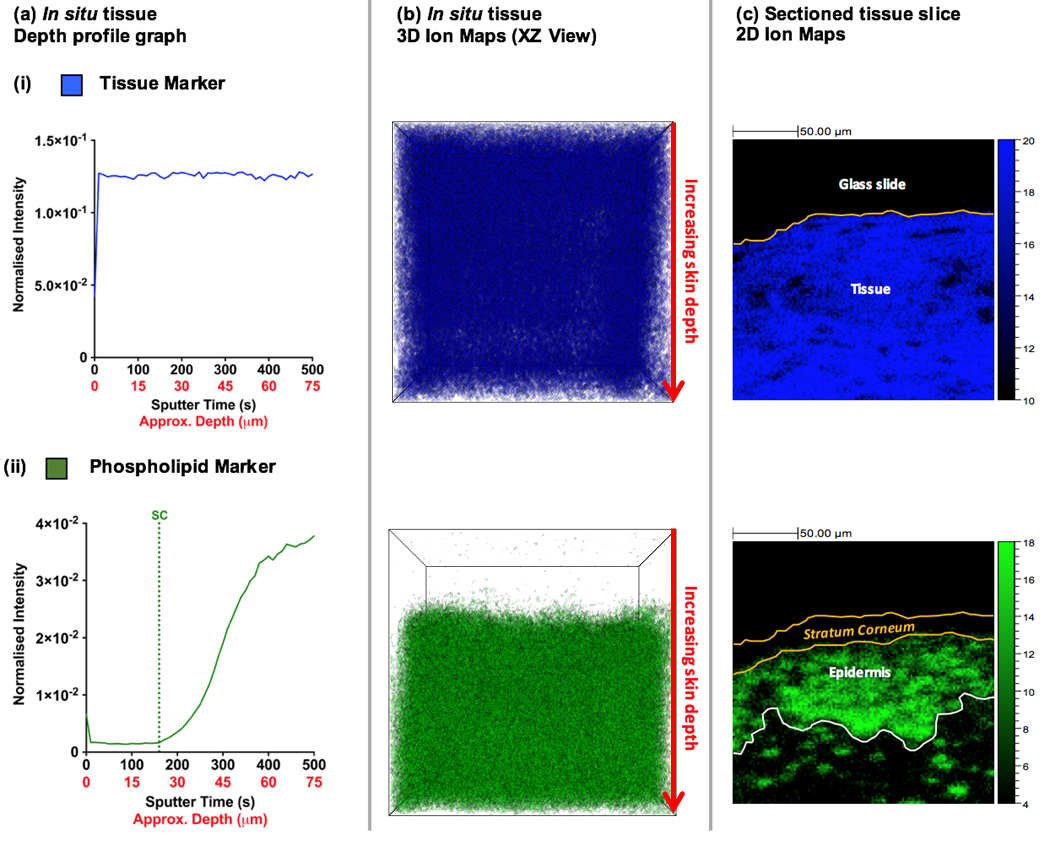 (a) In situ tissue
Depth profile graph
(b) In situ tissue
3D Ion Maps (XZ View)
(c) Sectioned tissue slice
2D Ion Maps
(i) Tissue Marker
1.5×10⁻¹
1.0×10⁻¹
5.0×10⁻²
0
Normalised Intensity
0 100 200 300 400 500
0 15 30 45 60 75
Sputter Time (s)
Approx. Depth (μm)
Increasing skin depth
50.00 μm
Glass slide
Tissue
20
18
16
14
12
10
(ii) Phospholipid Marker
SC
4×10⁻²
3×10⁻²
2×10⁻²
1×10⁻²
0
Normalised Intensity
0 100 200 300 400 500
0 15 30 45 60 75
Sputter Time (s)
Approx. Depth (μm)
Increasing skin depth
50.00 μm
Stratum Corneum
Epidermis
18
16
14
12
10
8
6
4